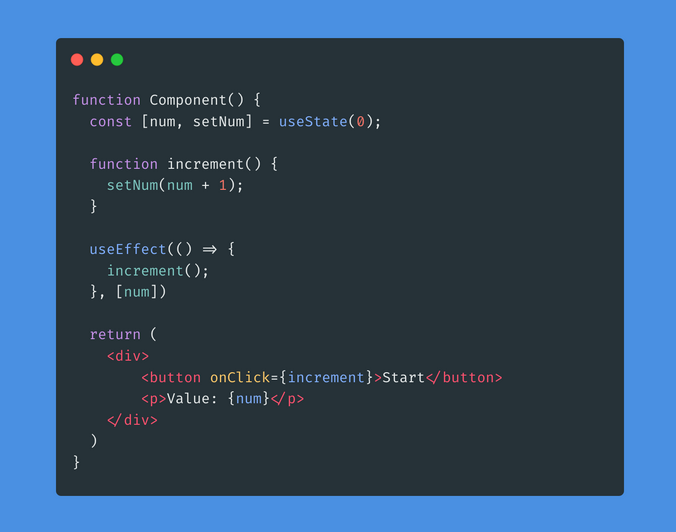 function Component() {
  const [num, setNum] = useState(0);

  function increment() {
    setNum(num + 1);
  }

  useEffect(() => {
    increment();
  }, [num])

  return (
    <div>
        <button onClick={increment}>Start</button>
        <p>Value: {num}</p>
    </div>
  )
}